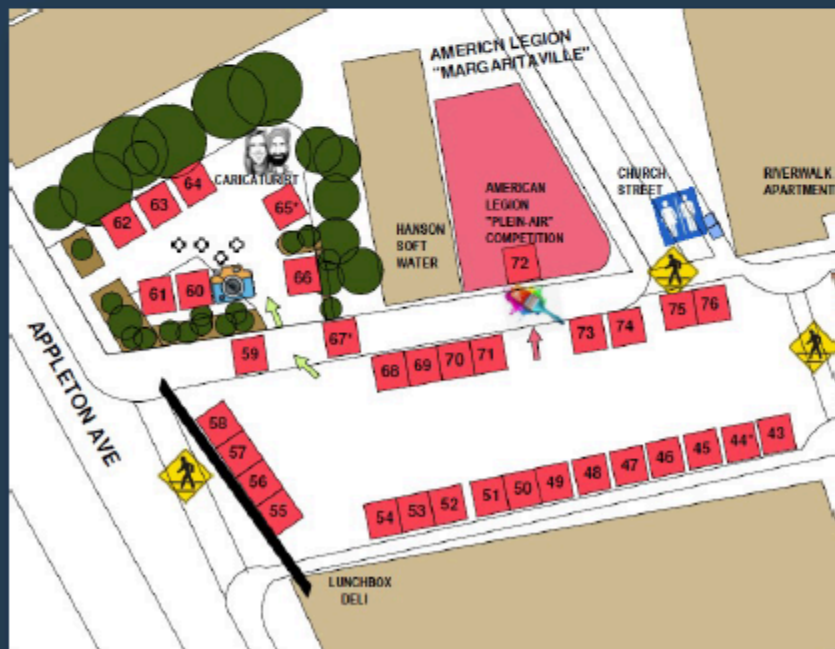 AMERICN LEGION
"MARGARITAVILLE"
CARICATURIST
64
63
62
65*
HANSON
SOFT
WATER
AMERICAN
LEGION
"PLEIN-AIR"
COMPETITION
CHURCH
STREET
RIVERWALK
APARTMENT
61
60
66
72
59
67*
68
69
70
71
73
74
75
76
APPLETON AVE
58
57
56
55
54
53
52
51
50
49
48
47
46
45
44*
43
LUNCHBOX
DELI